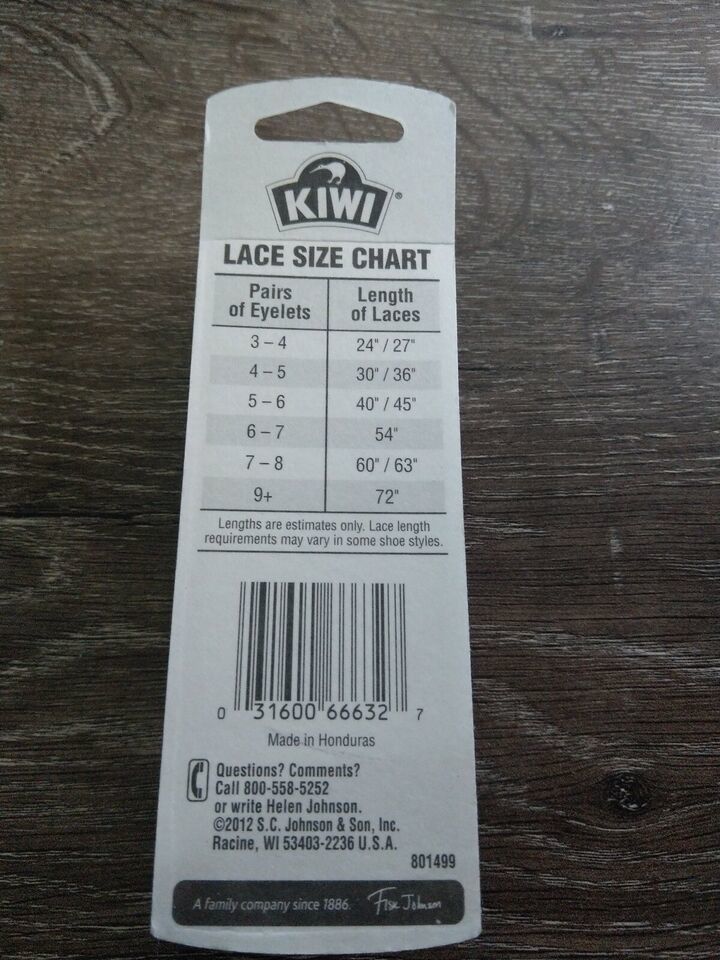 KIWI®
LACE SIZE CHART
Pairs of Eyelets Length of Laces
3 – 4 24" / 27"
4 – 5 30" / 36"
5 – 6 40" / 45"
6 – 7 54"
7 – 8 60" / 63"
9+ 72"
Lengths are estimates only. Lace length
requirements may vary in some shoe styles.
0 31600 66632 7
Made in Honduras
Questions? Comments?
Call 800-558-5252
or write Helen Johnson.
©2012 S.C. Johnson & Son, Inc.
Racine, WI 53403-2236 U.S.A.
801499
A family company since 1886. Fisk Johnson